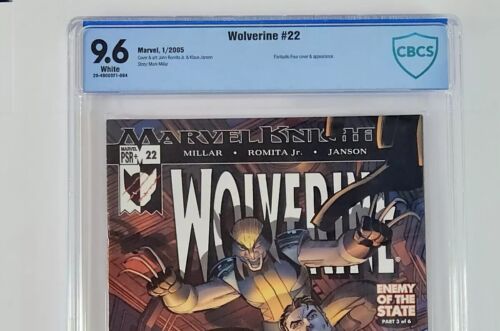 Wolverine #22
9.6
White
Marvel, 1/2005
Cover & art: John Romita Jr. & Klaus Janson
Story: Mark Millar
Fantastic Four cover & appearance
CBCS
MARVEL KNIGHTS
MARVEL
PSR+
22
MILLAR • ROMITA Jr. • JANSON
WOLVERINE
ENEMY
OF THE
STATE
PART 3 of 6